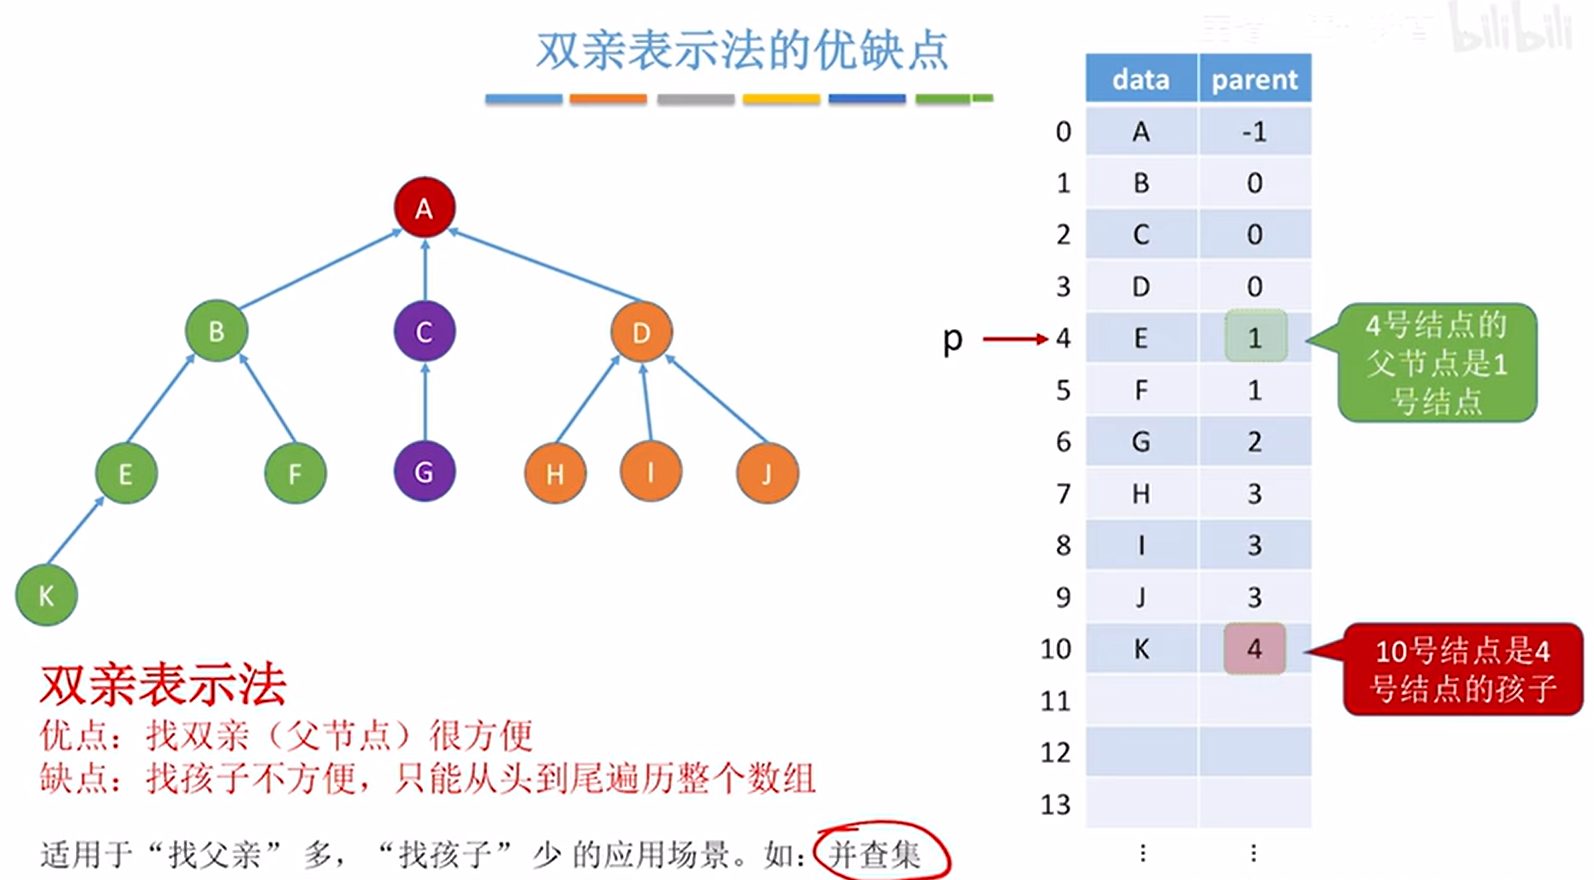 双亲表示法的优缺点
bilibili
data parent
0 A -1
1 B 0
2 C 0
3 D 0
p 4 E 1
5 F 1
6 G 2
7 H 3
8 I 3
9 J 3
10 K 4
11
12
13
⋮ ⋮
4号结点的
父节点是1
号结点
10号结点是4
号结点的孩子
A
B C D
E F G H I J
K
双亲表示法
优点：找双亲（父节点）很方便
缺点：找孩子不方便，只能从头到尾遍历整个数组
适用于“找父亲” 多，“找孩子” 少 的应用场景。如：并查集